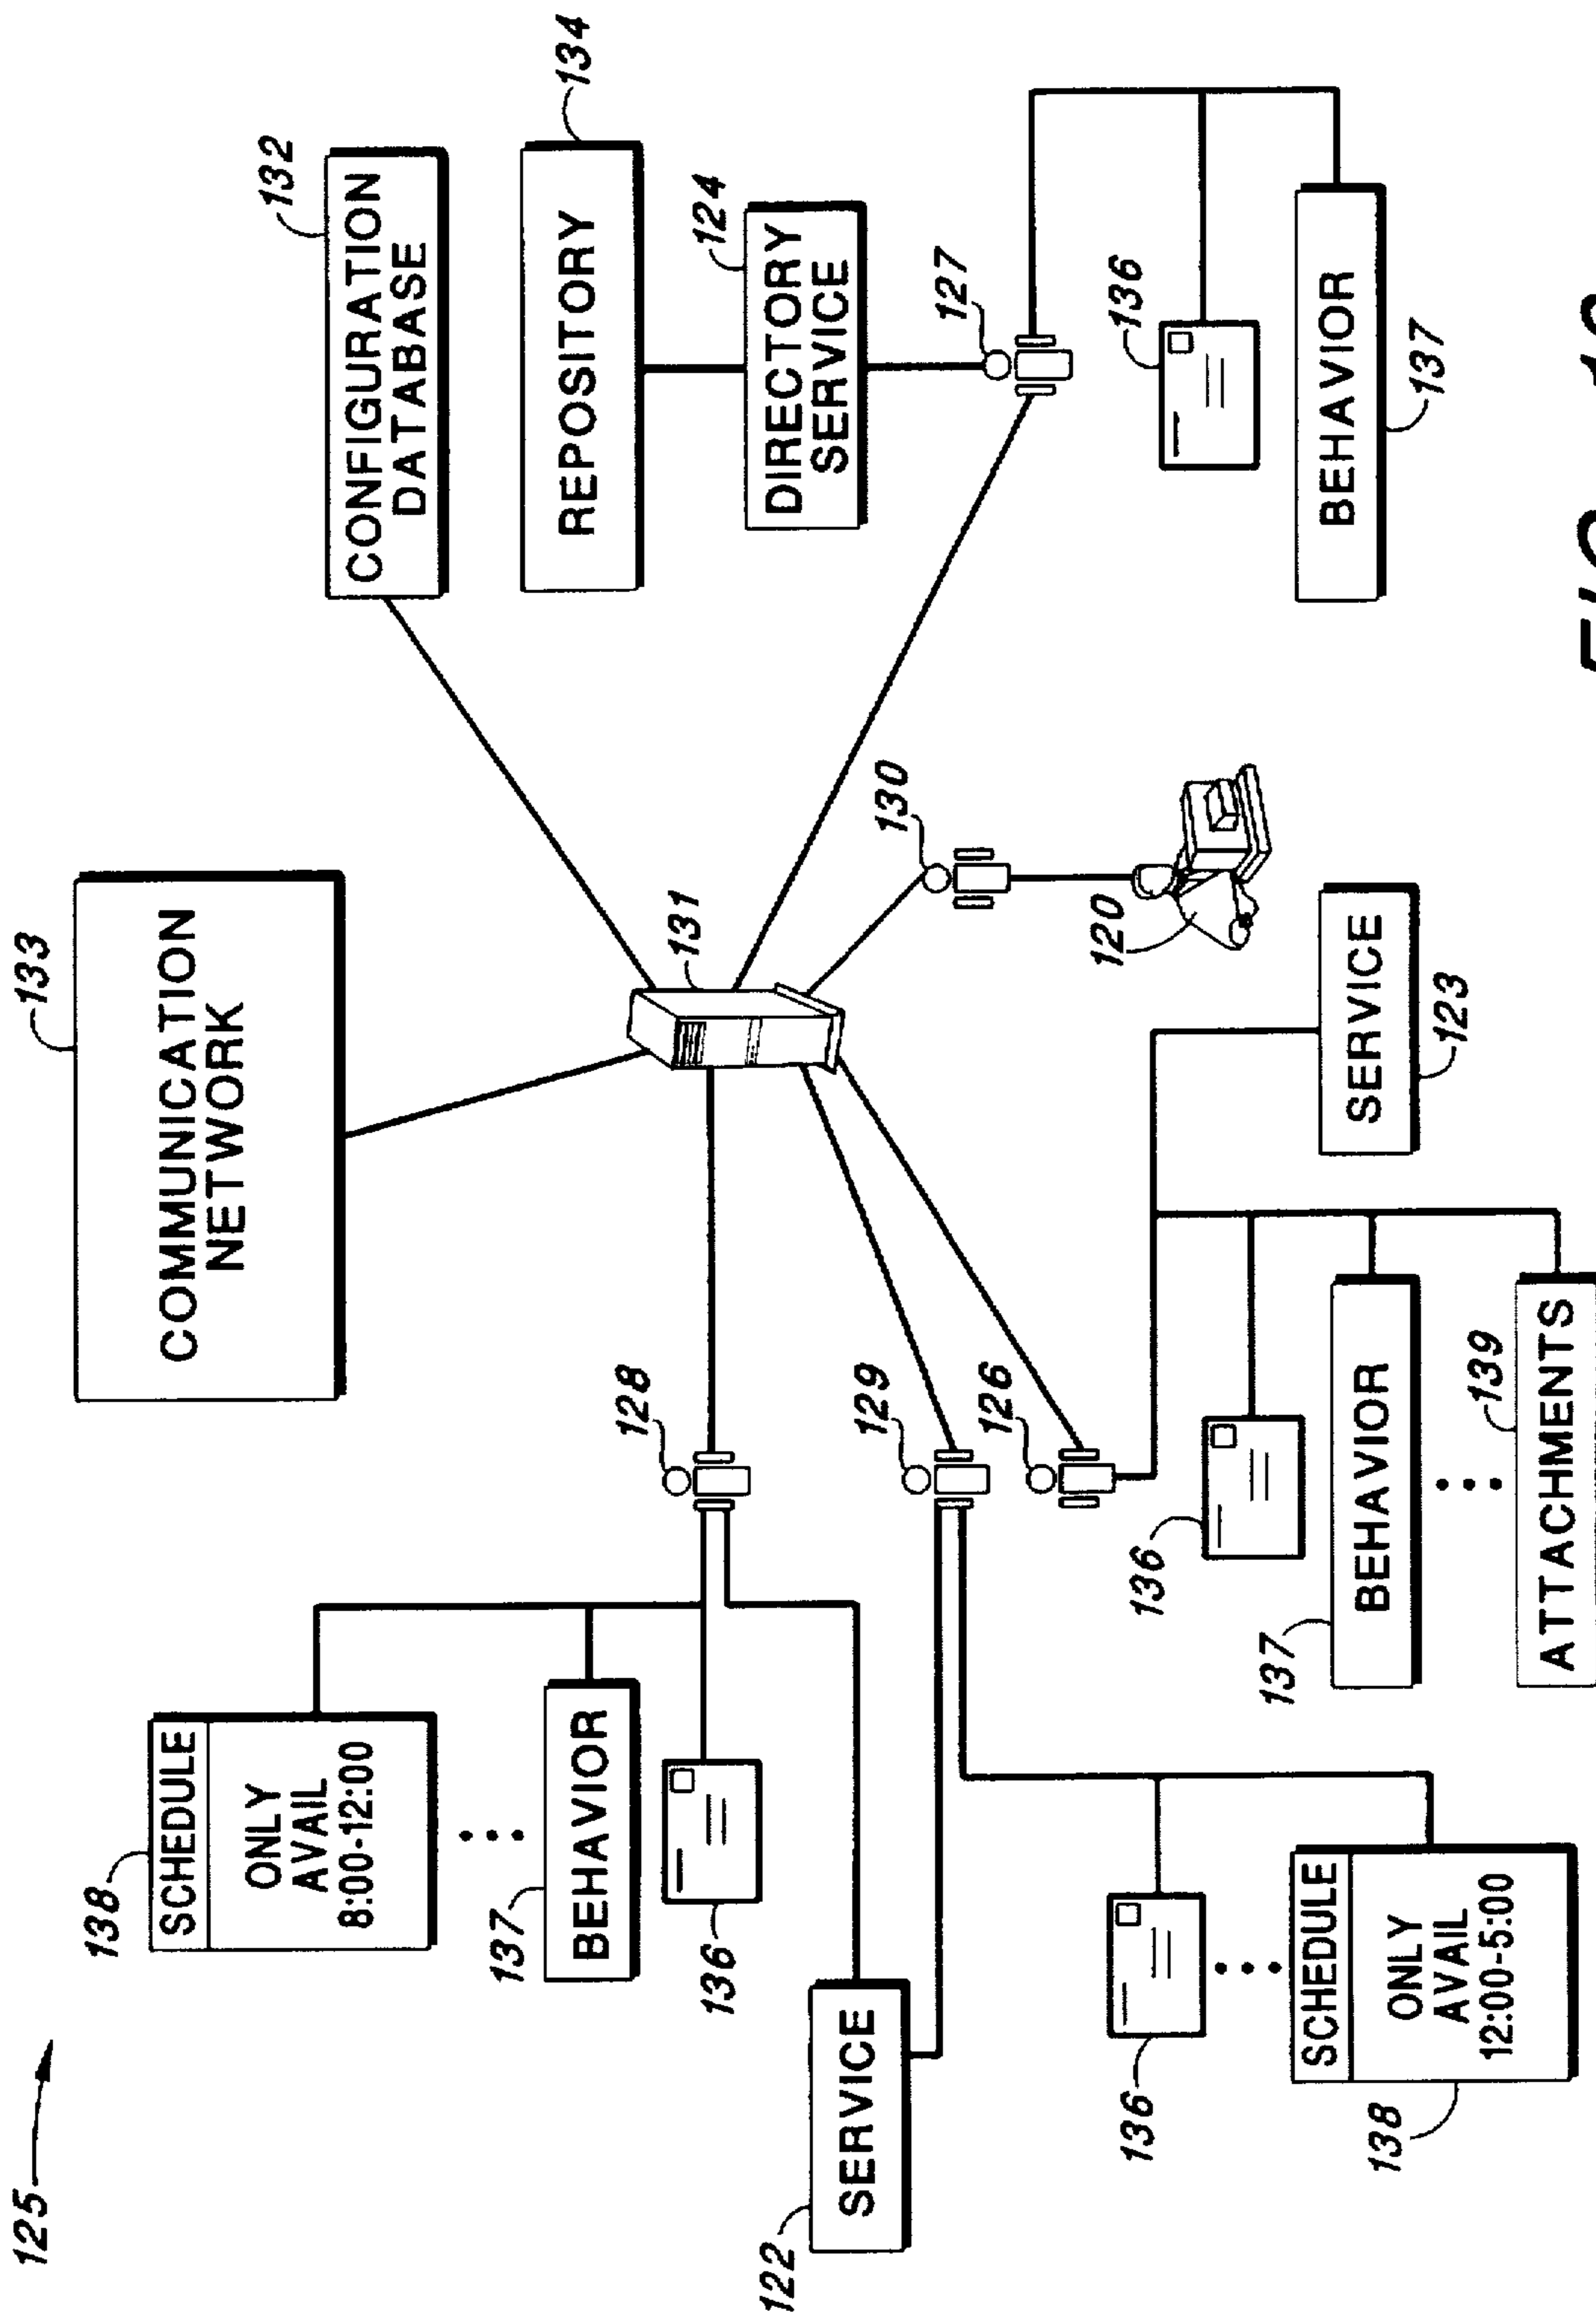 125
133
COMMUNICATION
NETWORK
138
SCHEDULE
ONLY
AVAIL
8:00-12:00
132
CONFIGURATION
DATABASE
137
BEHAVIOR
134
REPOSITORY
136
128
131
124
DIRECTORY
SERVICE
122
SERVICE
129
130
127
126
120
136
136
136
BEHAVIOR
137
138
SCHEDULE
ONLY
AVAIL
12:00-5:00
137
BEHAVIOR
SERVICE
123
139
ATTACHMENTS
FIG.